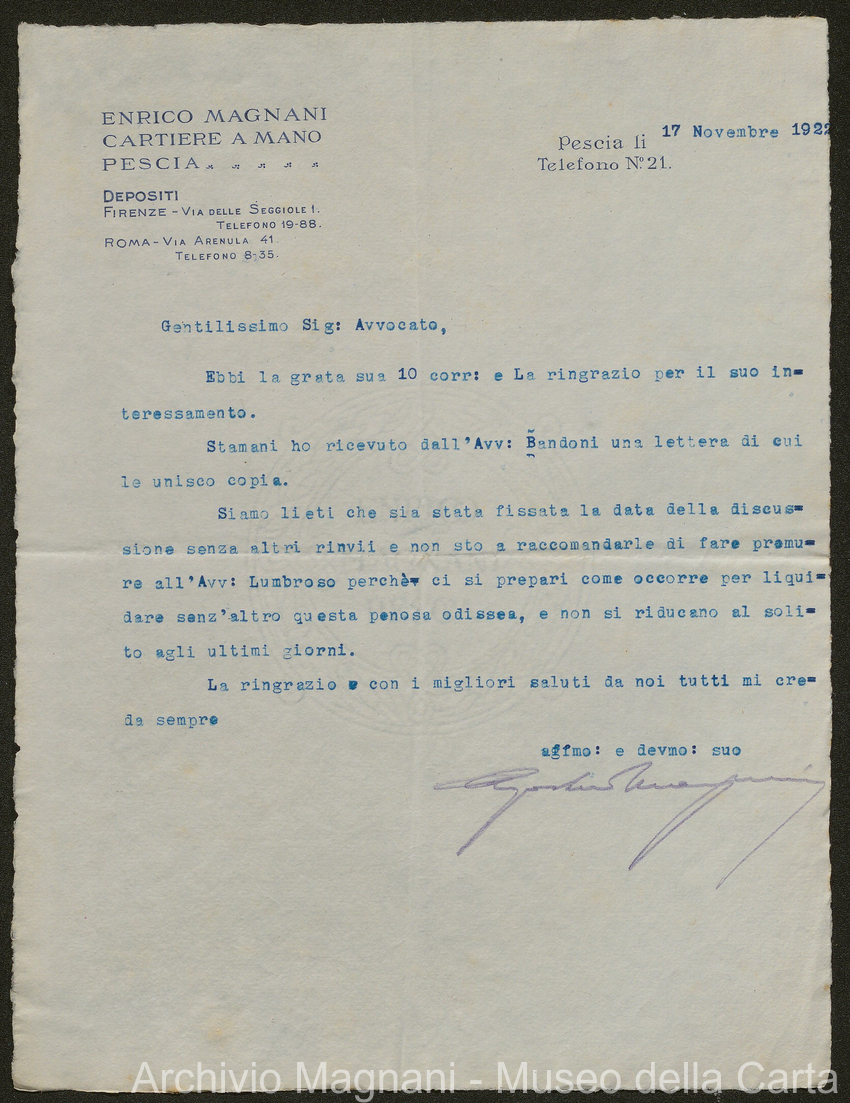 ENRICO MAGNANI
CARTIERE A MANO
PESCIA
DEPOSITI
FIRENZE - VIA DELLE SEGGIOLE 1.
TELEFONO 19-88.
ROMA - VIA ARENULA 41
TELEFONO 8-35.
Pescia li 17 Novembre 1922
Telefono Nº 21.
Gentilissimo Sig: Avvocato,
Ebbi la grata sua 10 corr: e La ringrazio per il suo in=
teressamento.
Stamani ho ricevuto dall'Avv: Bandoni una lettera di cui
le unisco copia.
Siamo lieti che sia stata fissata la data della discus=
sione senza altri rinvii e non sto a raccomandarle di fare premu=
re all'Avv: Lumbroso perchè ci si prepari come occorre per liqui=
dare senz'altro questa penosa odissea, e non si riducano al soli=
to agli ultimi giorni.
La ringrazio e con i migliori saluti da noi tutti mi cre=
da sempre
affmo: e devmo: suo
Archivio Magnani - Museo della Carta